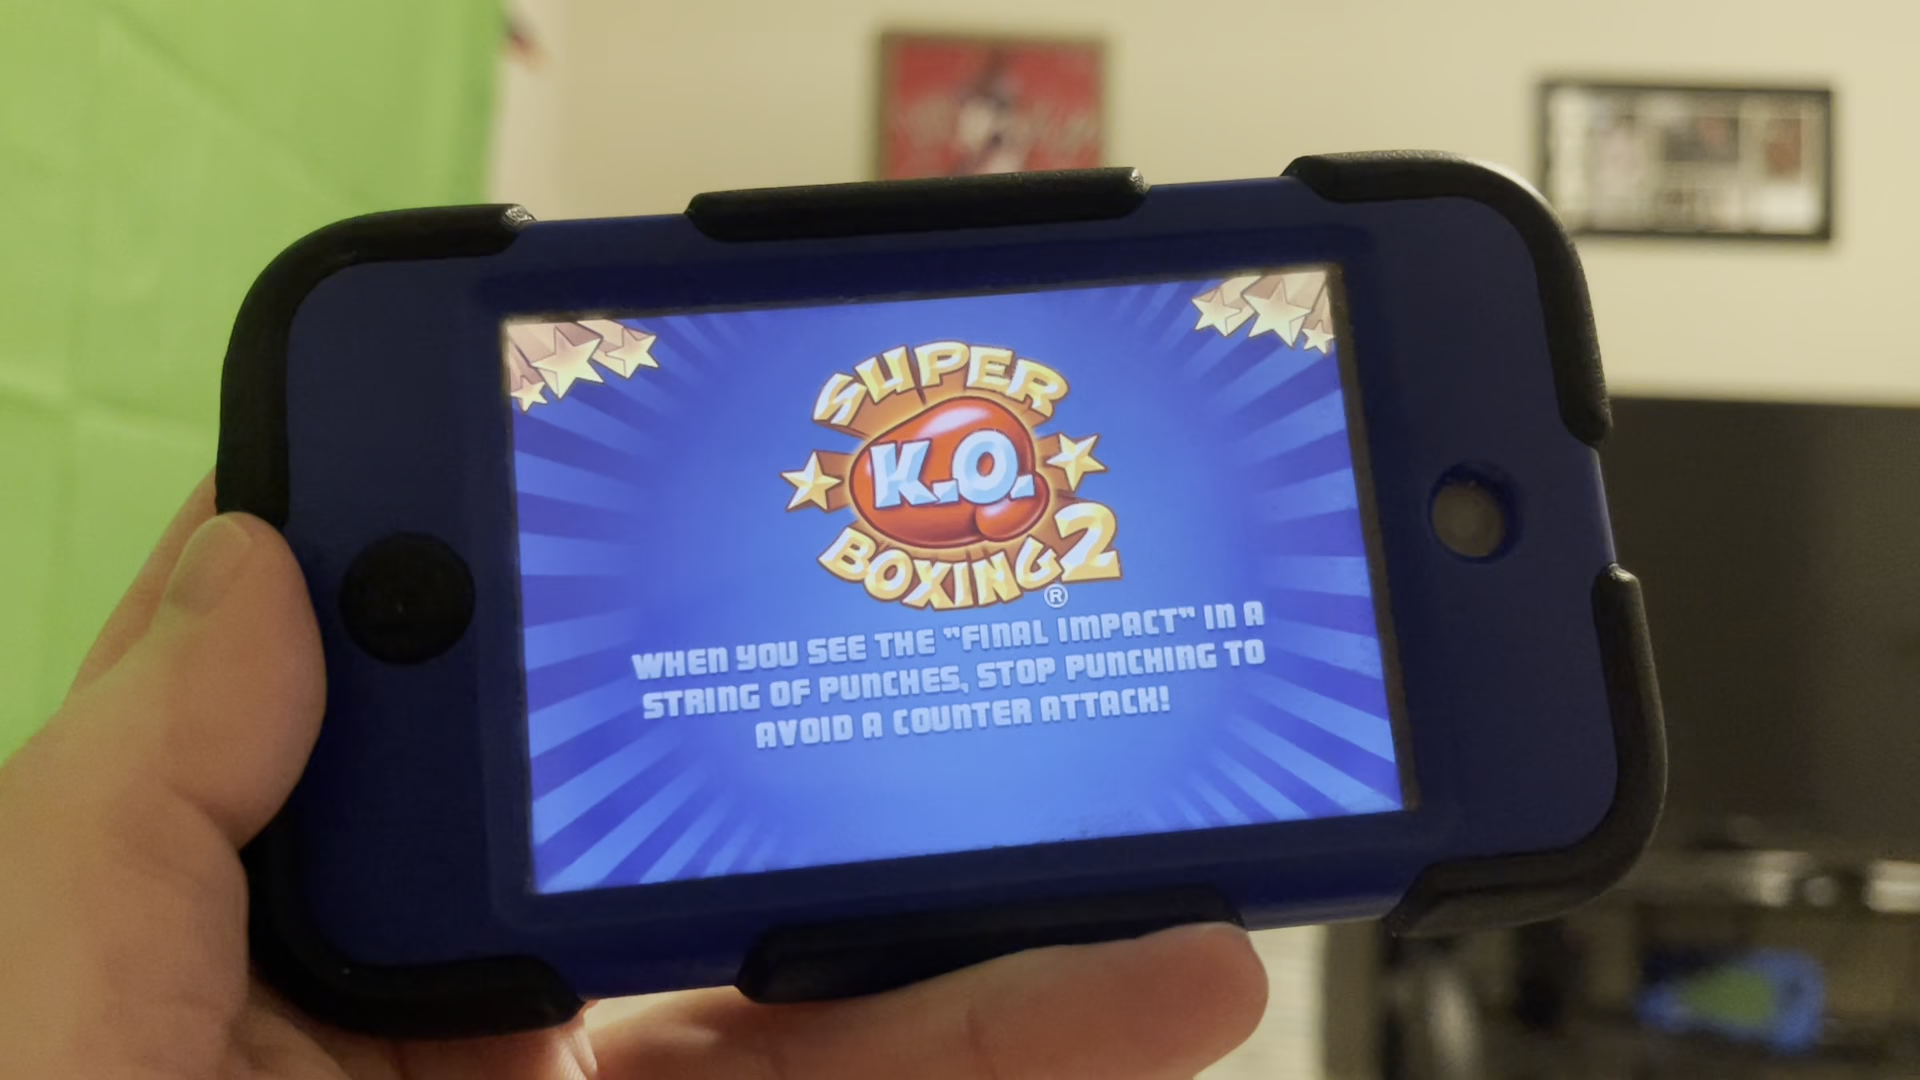 SUPER
K.O.
BOXING 2
®
WHEN YOU SEE THE "FINAL IMPACT" IN A
STRING OF PUNCHES, STOP PUNCHING TO
AVOID A COUNTER ATTACK!